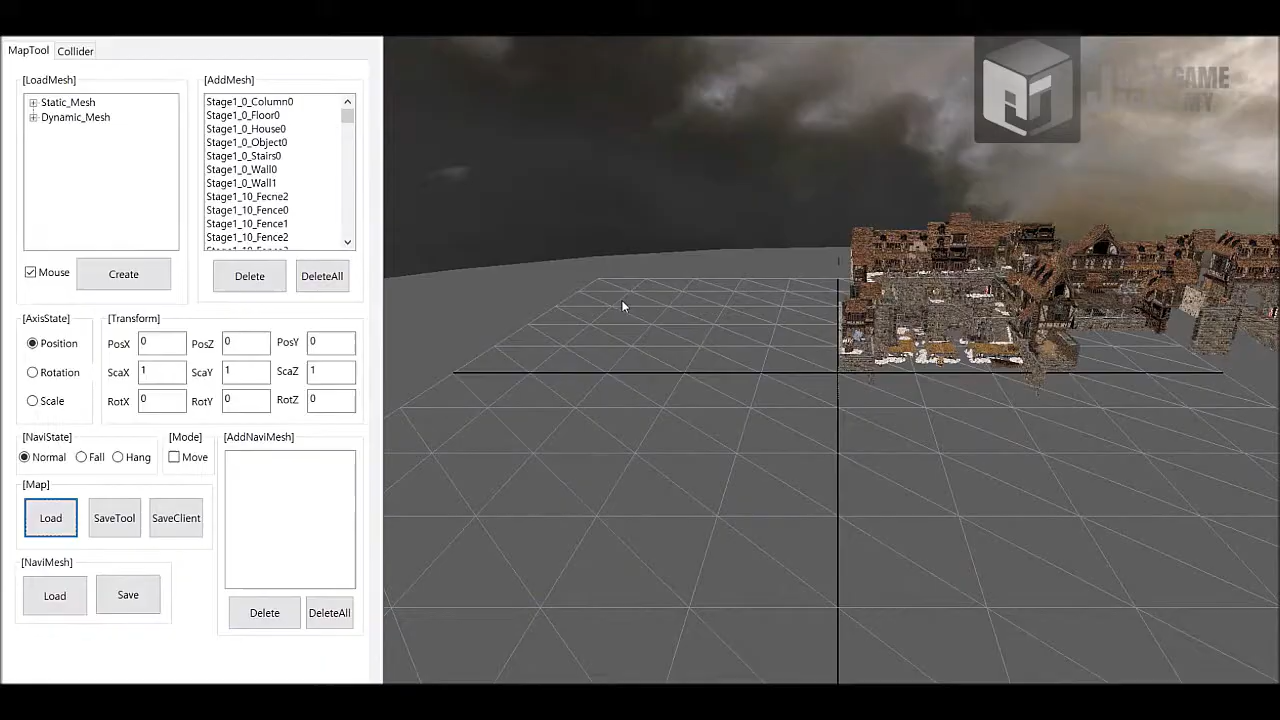 MapTool Collider
[LoadMesh]
Static_Mesh
Dynamic_Mesh
Mouse
Create
[AddMesh]
Stage1_0_Column0
Stage1_0_Floor0
Stage1_0_House0
Stage1_0_Object0
Stage1_0_Stairs0
Stage1_0_Wall0
Stage1_0_Wall1
Stage1_10_Fecne2
Stage1_10_Fence0
Stage1_10_Fence1
Stage1_10_Fence2
Delete DeleteAll
[AxisState]
Position
Rotation
Scale
[Transform]
PosX 0 PosZ 0 PosY 0
ScaX 1 ScaY 1 ScaZ 1
RotX 0 RotY 0 RotZ 0
[NaviState]
Normal Fall Hang
[Mode]
Move
[Map]
Load SaveTool SaveClient
[NaviMesh]
Load Save
[AddNaviMesh]
Delete DeleteAll
GAME